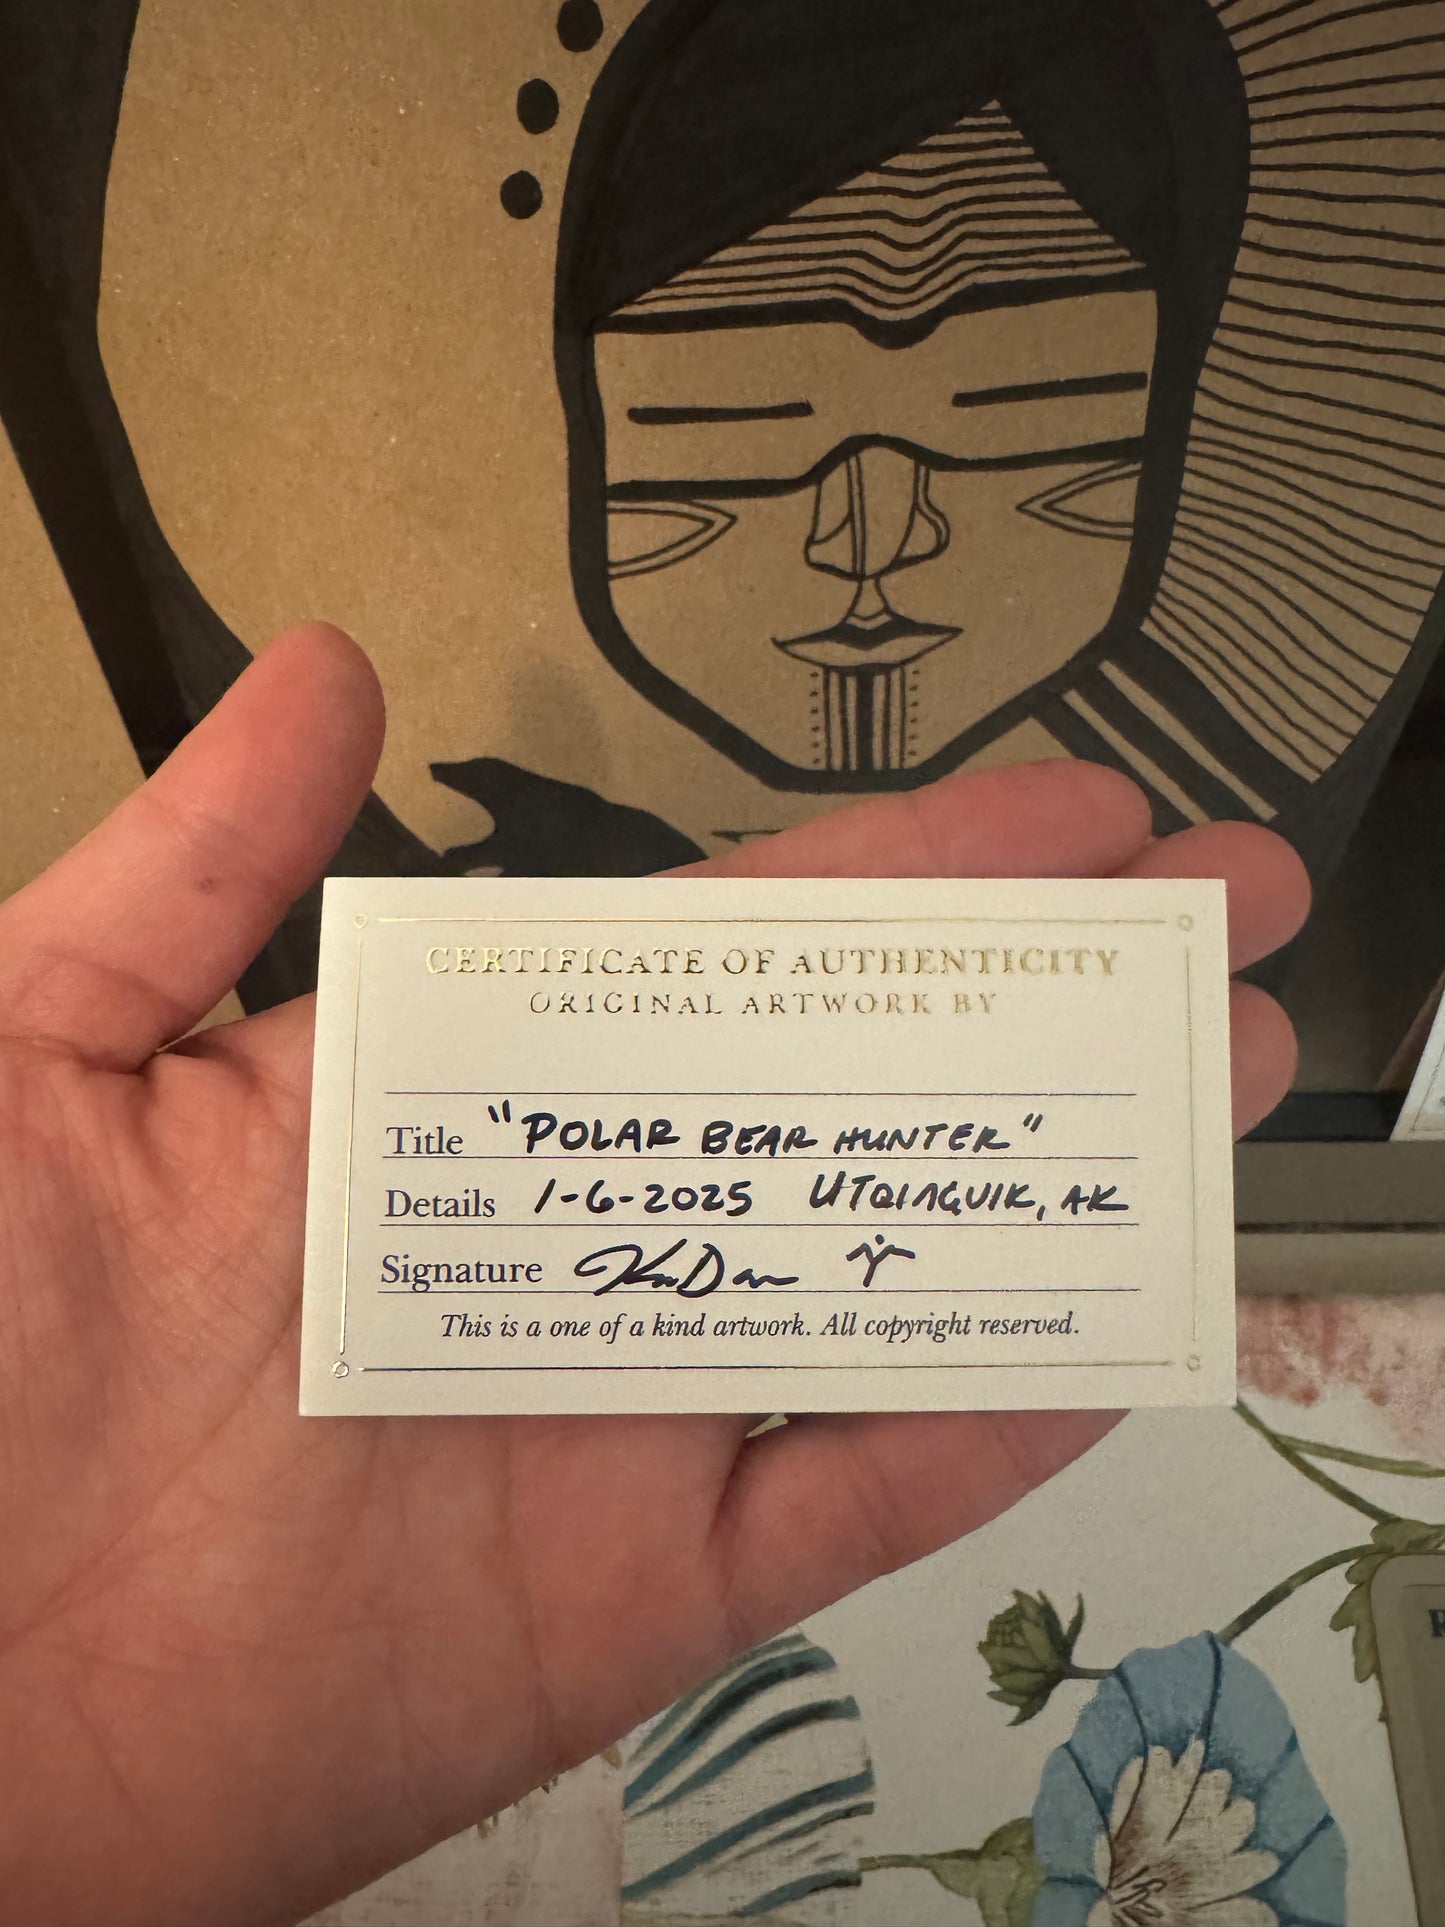 CERTIFICATE OF AUTHENTICITY
ORIGINAL ARTWORK BY
Title "POLAR BEAR HUNTER"
Details 1-6-2025 UTQIAGVIK, AK
Signature
This is a one of a kind artwork. All copyright reserved.